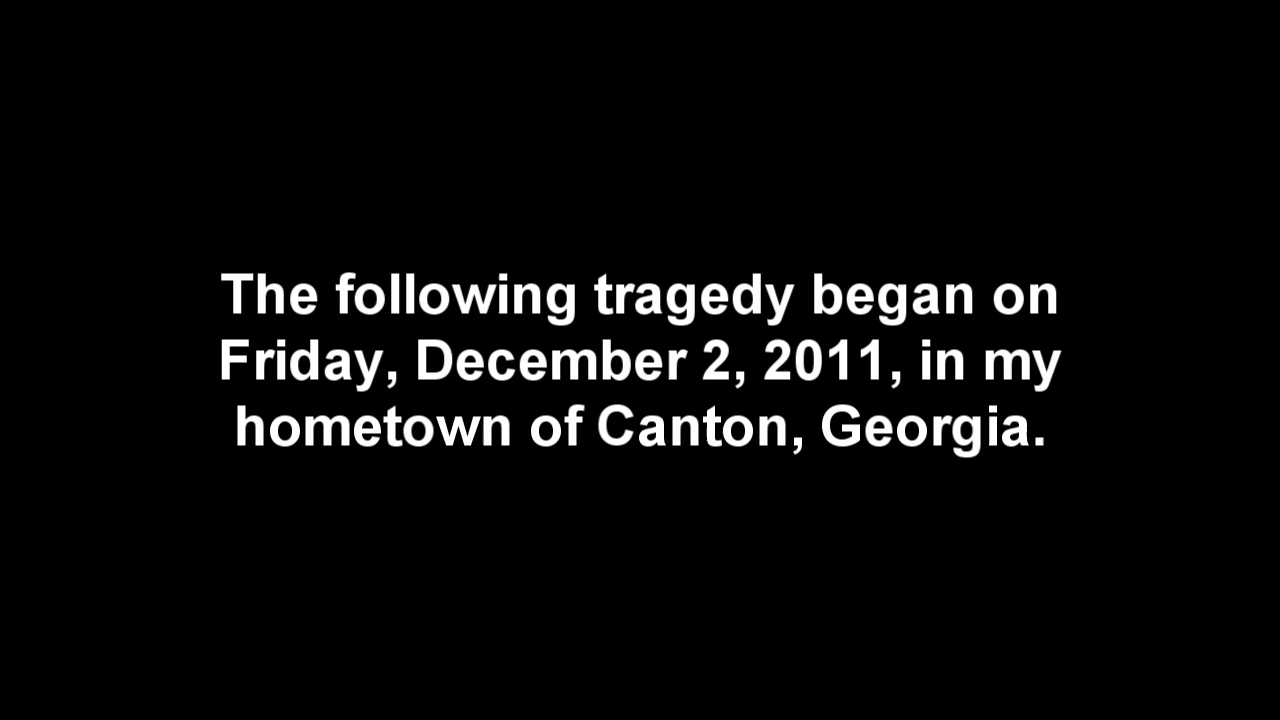 The following tragedy began on
Friday, December 2, 2011, in my
hometown of Canton, Georgia.